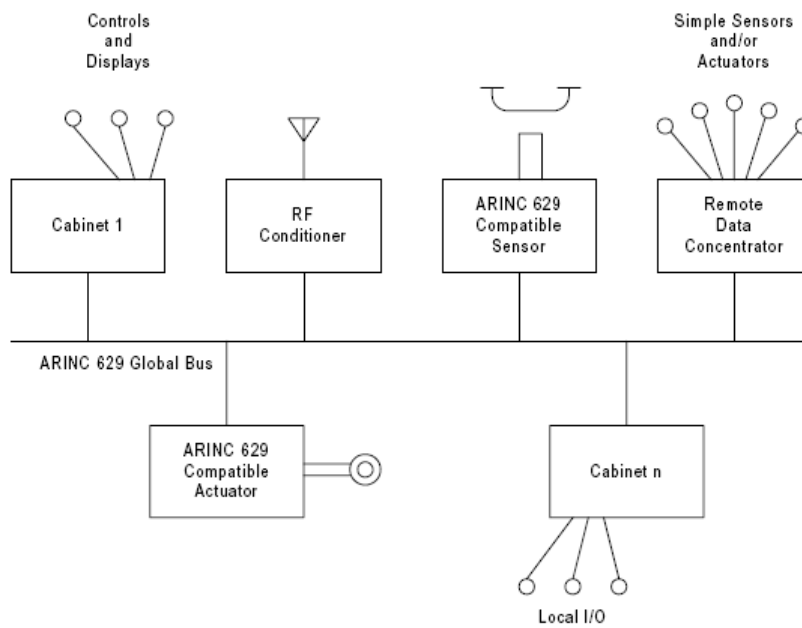 Controls
and
Displays
Simple Sensors
and/or
Actuators
Cabinet 1
RF
Conditioner
ARINC 629
Compatible
Sensor
Remote
Data
Concentrator
ARINC 629 Global Bus
ARINC 629
Compatible
Actuator
Cabinet n
Local I/O